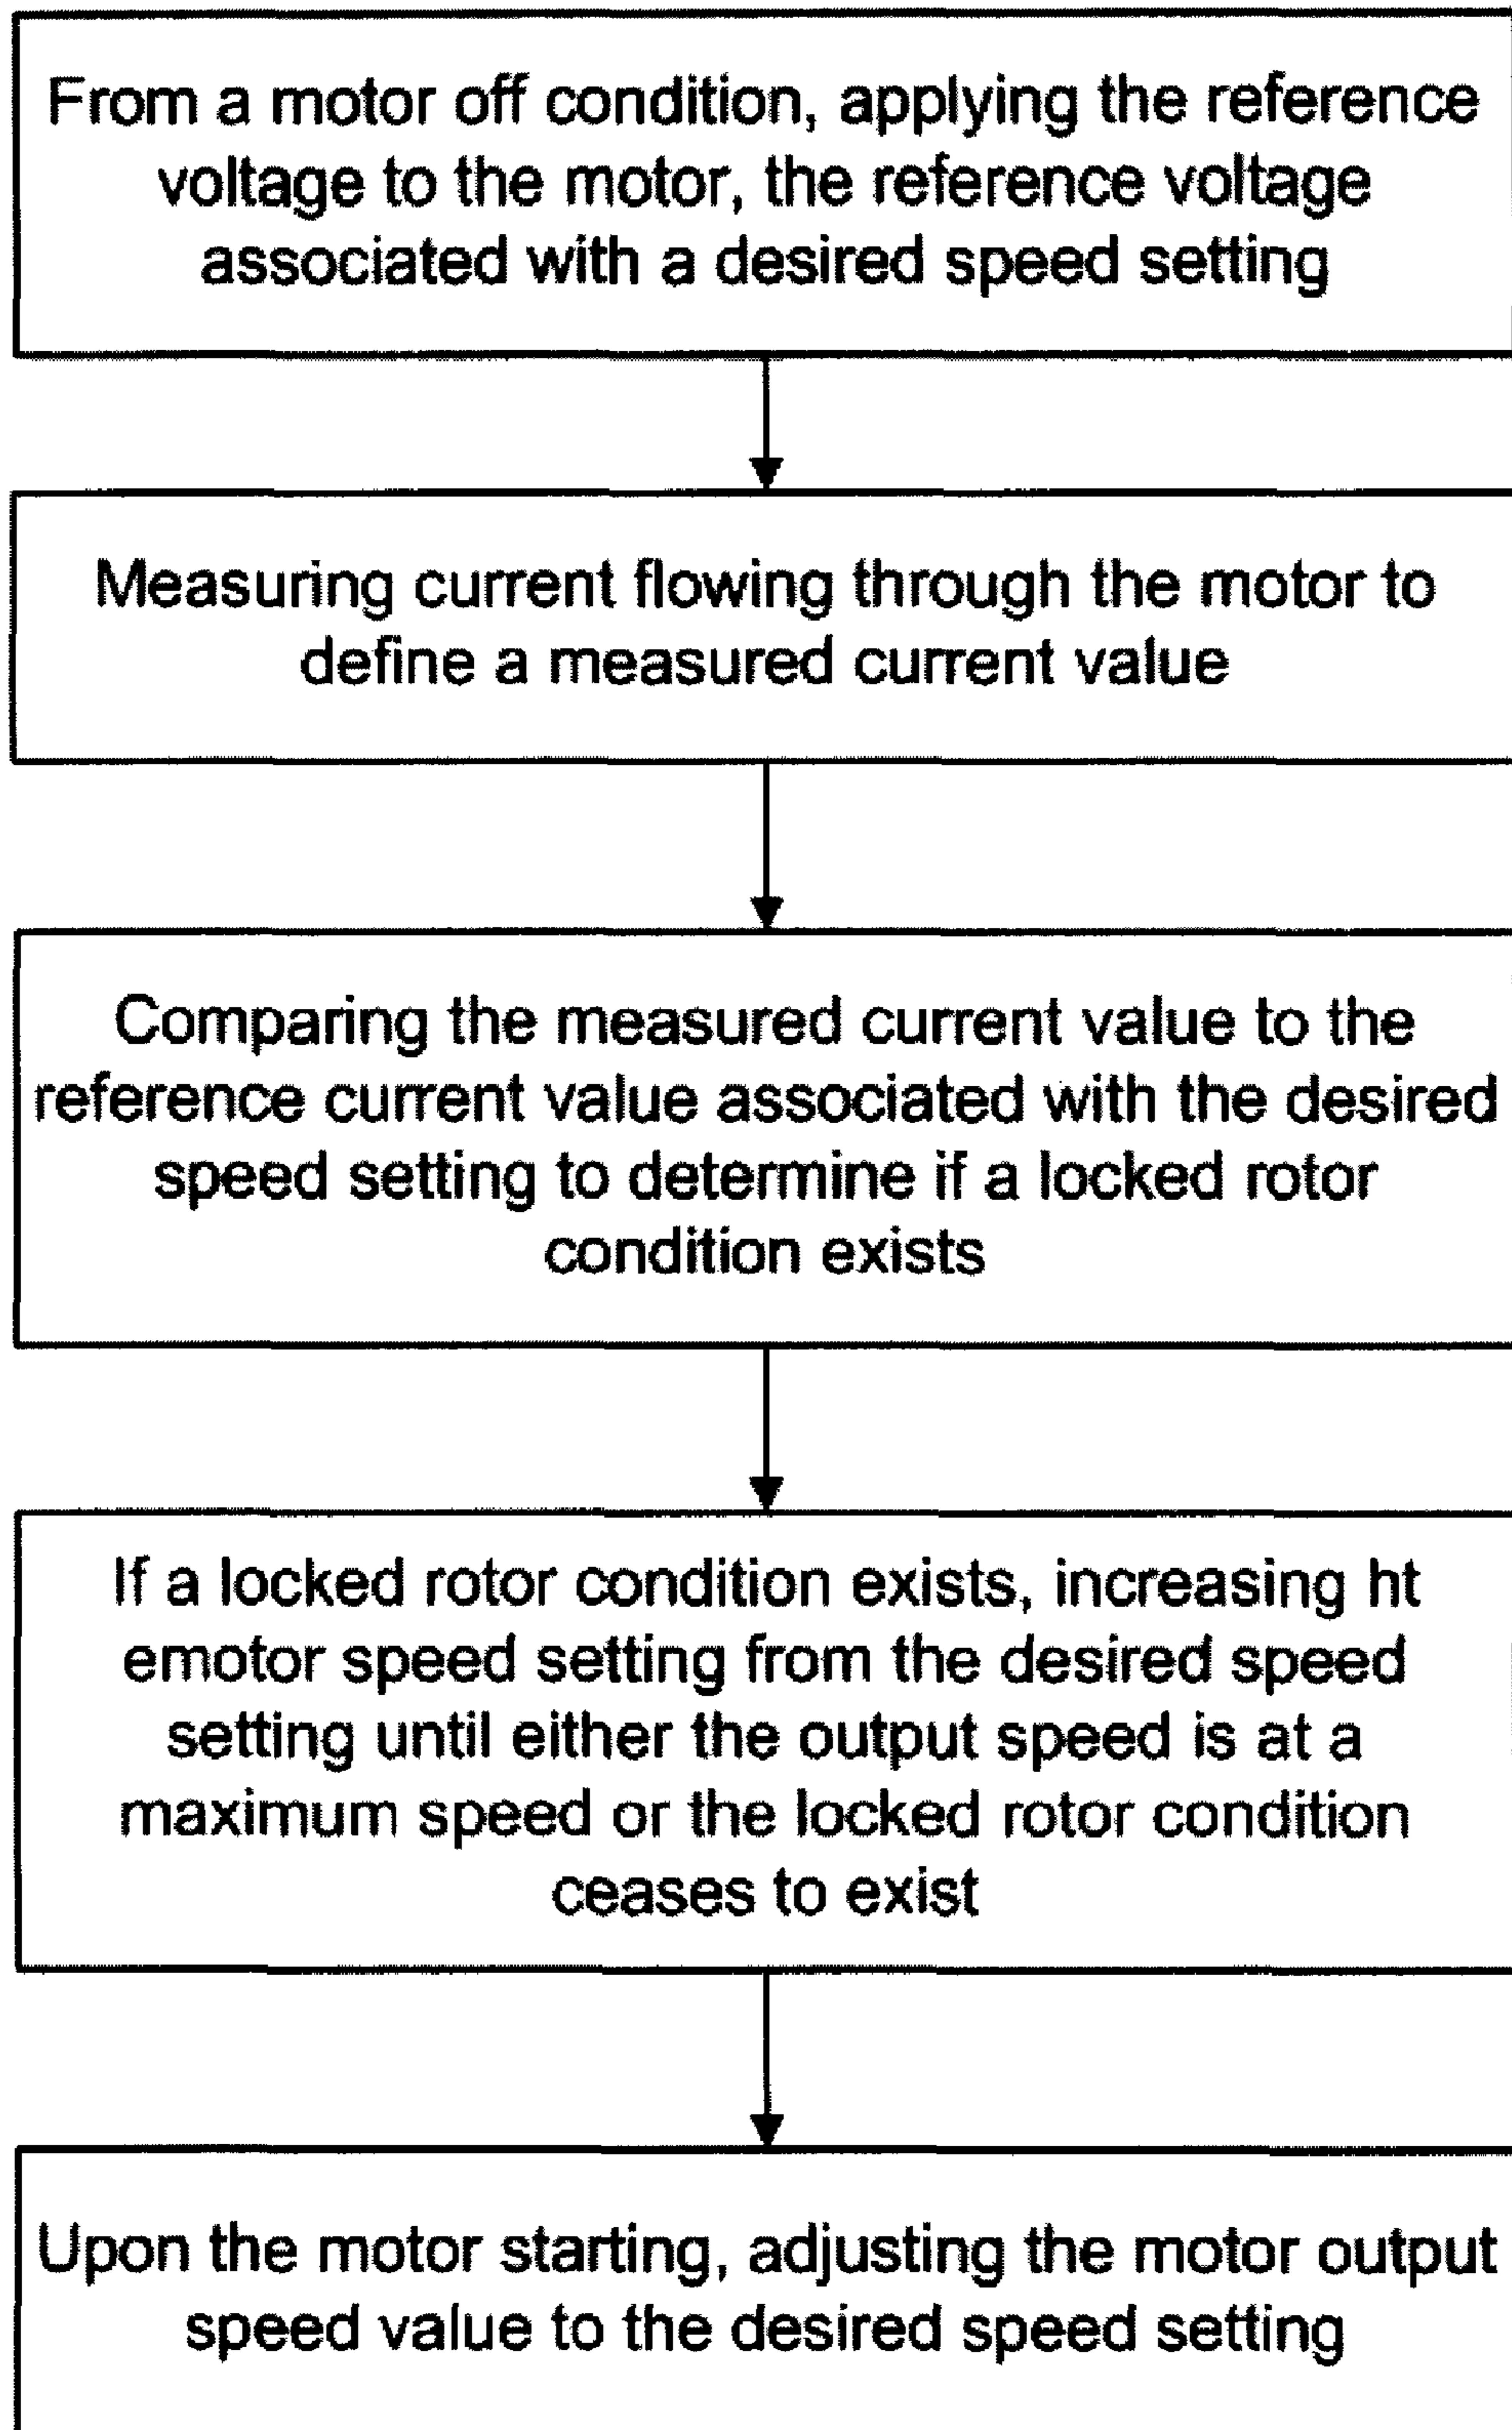 From a motor off condition, applying the reference
voltage to the motor, the reference voltage
associated with a desired speed setting
Measuring current flowing through the motor to
define a measured current value
Comparing the measured current value to the
reference current value associated with the desired
speed setting to determine if a locked rotor
condition exists
If a locked rotor condition exists, increasing ht
emotor speed setting from the desired speed
setting until either the output speed is at a
maximum speed or the locked rotor condition
ceases to exist
Upon the motor starting, adjusting the motor output
speed value to the desired speed setting